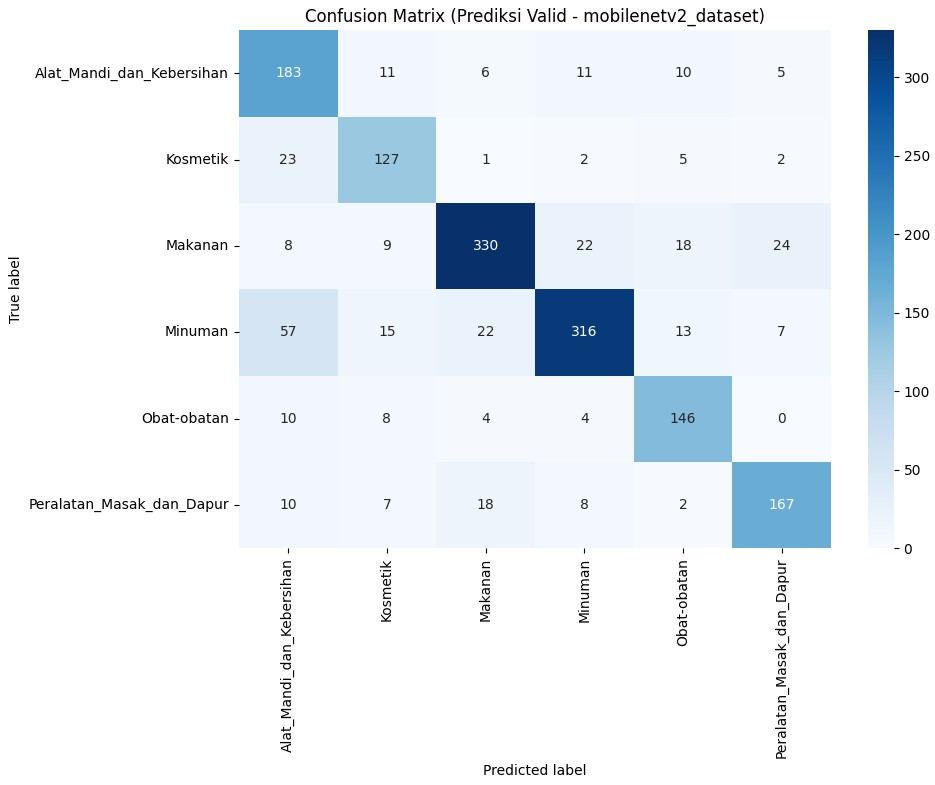 Confusion Matrix (Prediksi Valid - mobilenetv2_dataset)
True label
Alat_Mandi_dan_Kebersihan 183 11 6 11 10 5
Kosmetik 23 127 1 2 5 2
Makanan 8 9 330 22 18 24
Minuman 57 15 22 316 13 7
Obat-obatan 10 8 4 4 146 0
Peralatan_Masak_dan_Dapur 10 7 18 8 2 167
Alat_Mandi_dan_Kebersihan
Kosmetik
Makanan
Minuman
Obat-obatan
Peralatan_Masak_dan_Dapur
Predicted label
300
250
200
150
100
50
0